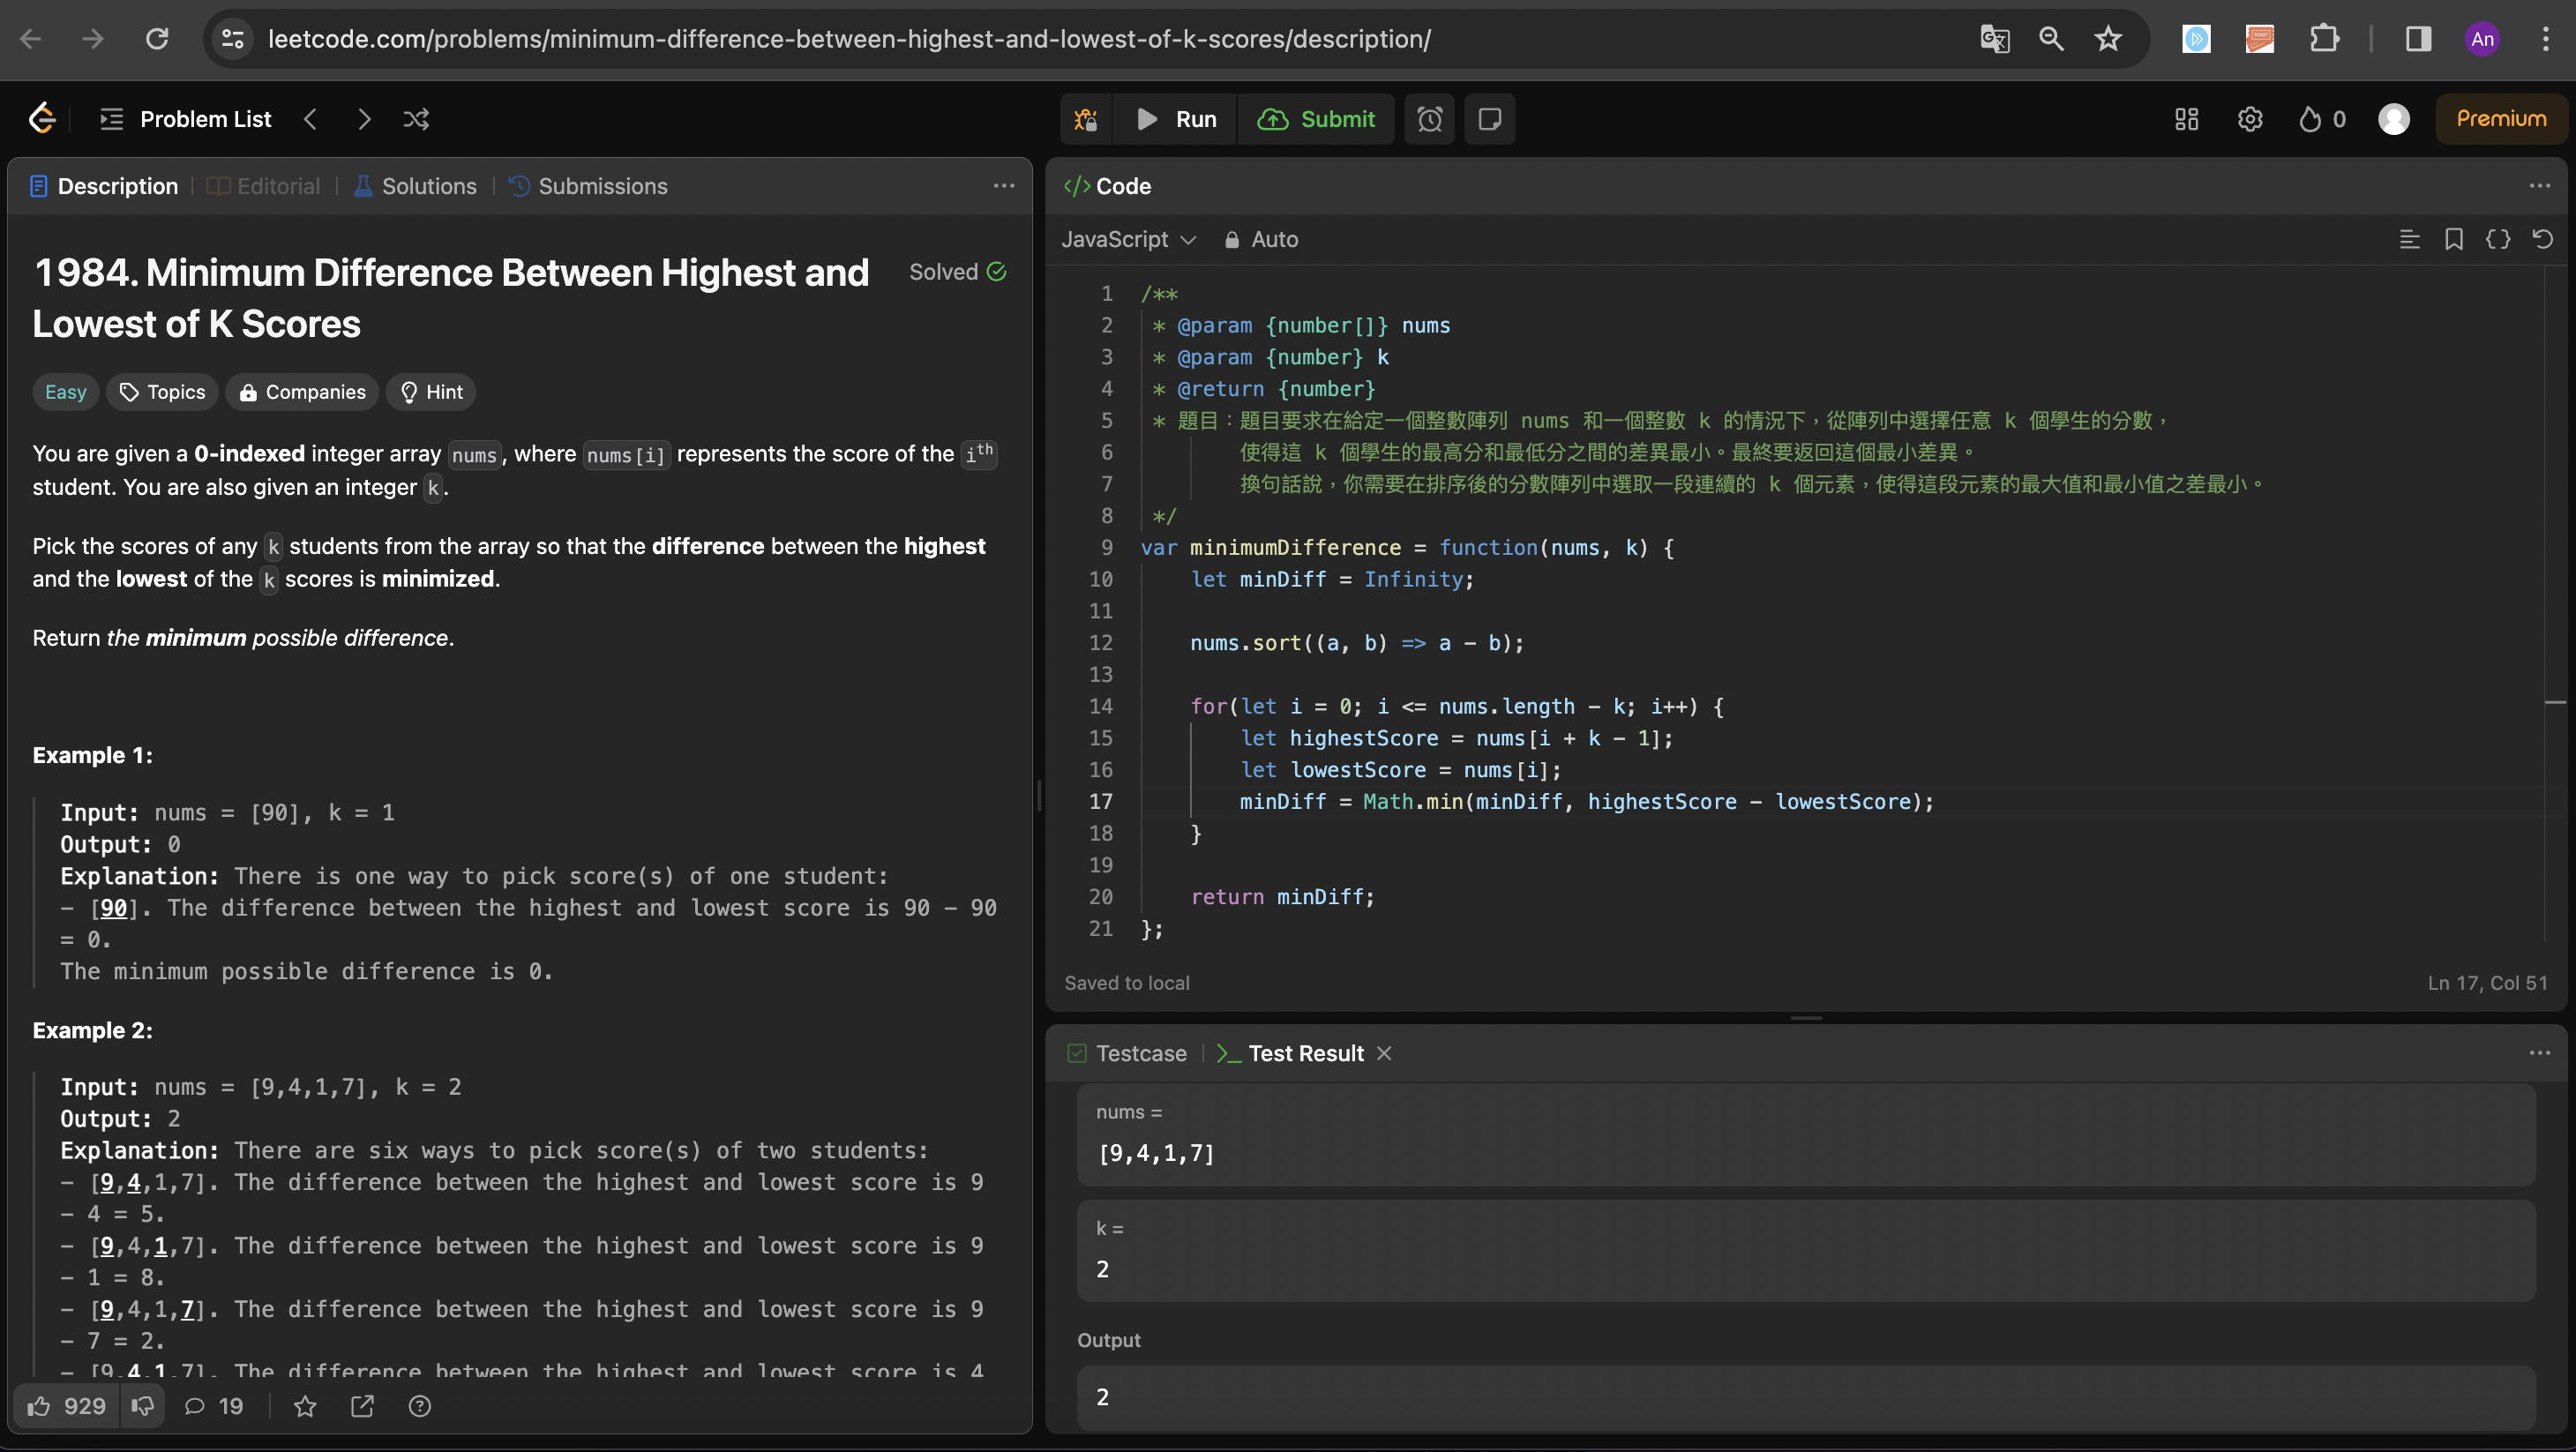 leetcode.com/problems/minimum-difference-between-highest-and-lowest-of-k-scores/description/
An
Problem List
Run
Submit
0
Premium
Description
Editorial
Solutions
Submissions
1984. Minimum Difference Between Highest and
Lowest of K Scores
Solved
Easy
Topics
Companies
Hint
You are given a 0-indexed integer array nums, where nums[i] represents the score of the ith
student. You are also given an integer k.
Pick the scores of any k students from the array so that the difference between the highest
and the lowest of the k scores is minimized.
Return the minimum possible difference.
Example 1:
Input: nums = [90], k = 1
Output: 0
Explanation: There is one way to pick score(s) of one student:
- [90]. The difference between the highest and lowest score is 90 - 90
= 0.
The minimum possible difference is 0.
Example 2:
Input: nums = [9,4,1,7], k = 2
Output: 2
Explanation: There are six ways to pick score(s) of two students:
- [9,4,1,7]. The difference between the highest and lowest score is 9
- 4 = 5.
- [9,4,1,7]. The difference between the highest and lowest score is 9
- 1 = 8.
- [9,4,1,7]. The difference between the highest and lowest score is 9
- 7 = 2.
- [9,4,1,7]. The difference between the highest and lowest score is 4
929
19
</> Code
JavaScript
Auto
1 /**
2 * @param {number[]} nums
3 * @param {number} k
4 * @return {number}
5 * 題目：題目要求在給定一個整數陣列 nums 和一個整數 k 的情況下，從陣列中選擇任意 k 個學生的分數，
6 使得這 k 個學生的最高分和最低分之間的差異最小。最終要返回這個最小差異。
7 換句話說，你需要在排序後的分數陣列中選取一段連續的 k 個元素，使得這段元素的最大值和最小值之差最小。
8 */
9 var minimumDifference = function(nums, k) {
10 let minDiff = Infinity;
11
12 nums.sort((a, b) => a - b);
13
14 for(let i = 0; i <= nums.length - k; i++) {
15 let highestScore = nums[i + k - 1];
16 let lowestScore = nums[i];
17 minDiff = Math.min(minDiff, highestScore - lowestScore);
18 }
19
20 return minDiff;
21 };
Saved to local
Ln 17, Col 51
Testcase
Test Result
nums =
[9,4,1,7]
k =
2
Output
2